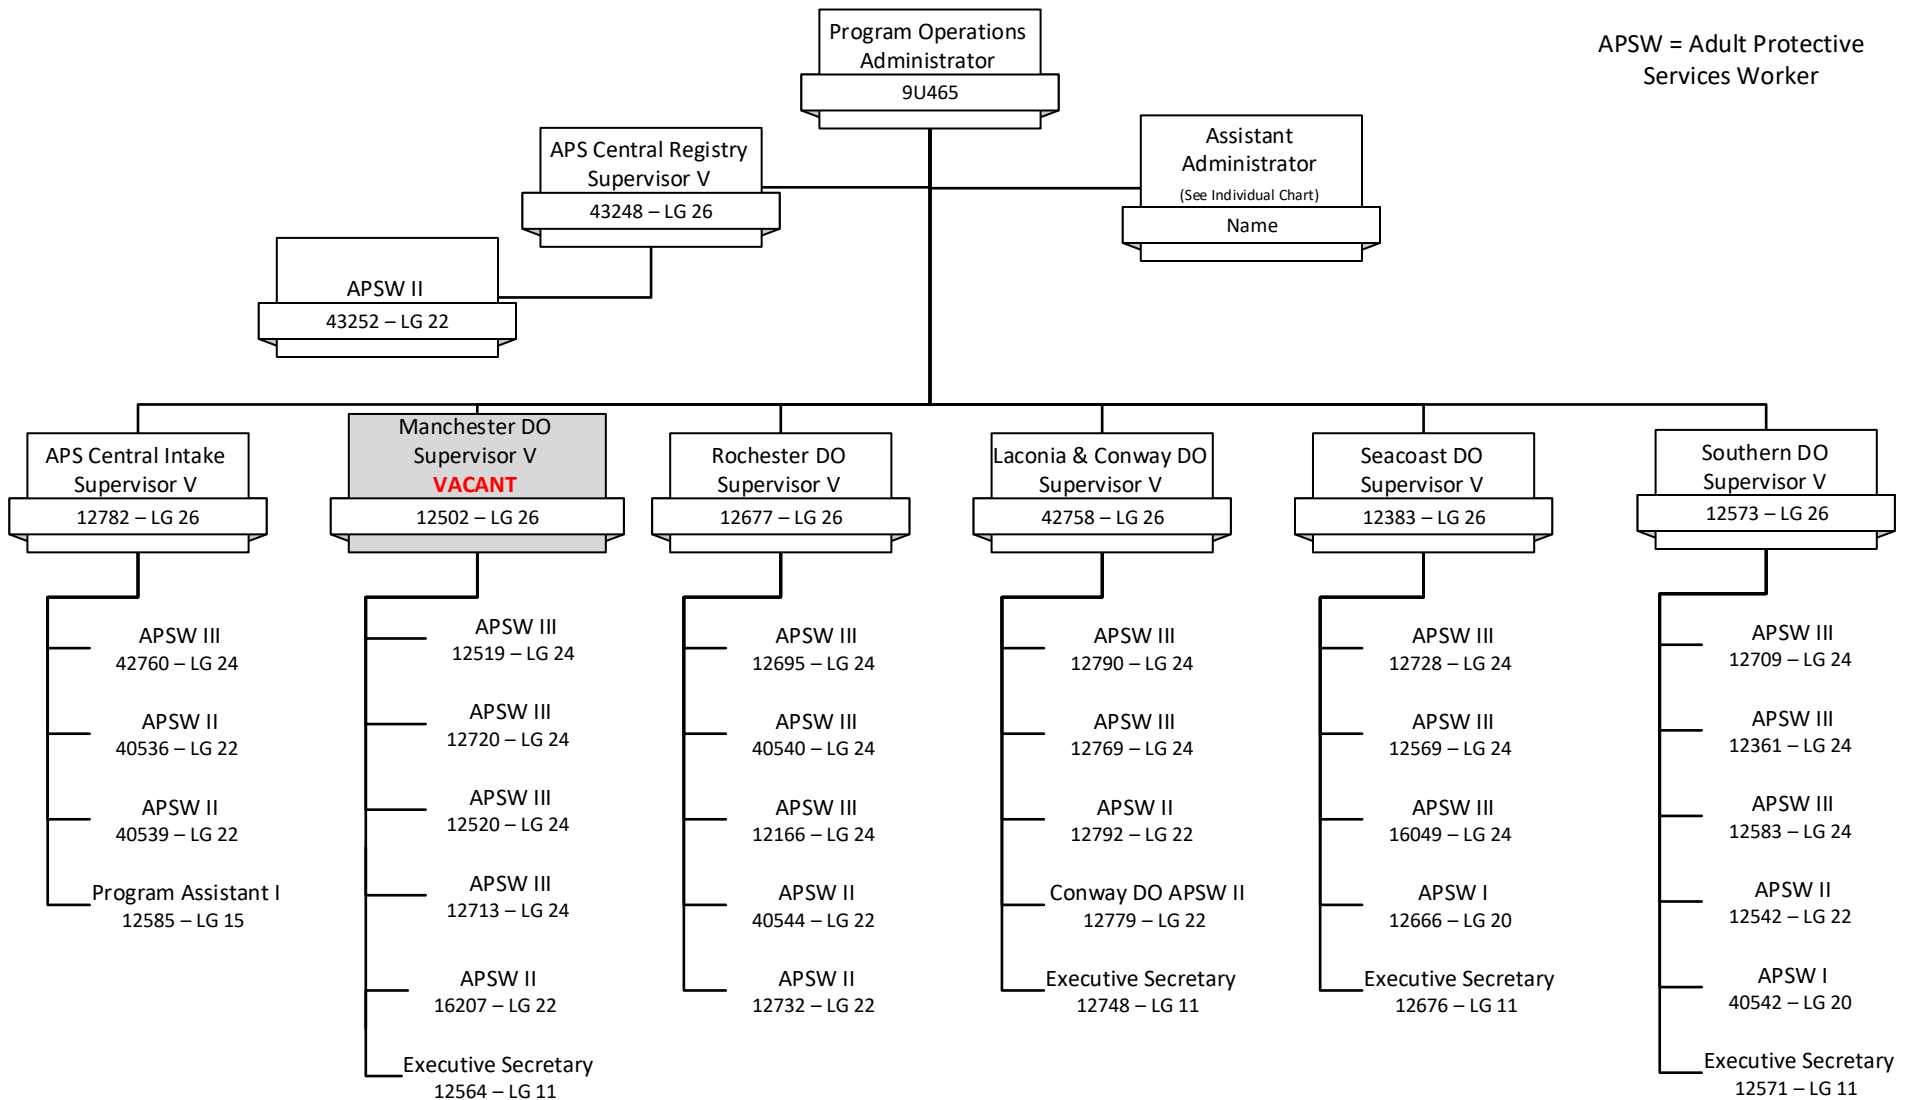 Program Operations
Administrator
9U465
APSW = Adult Protective
Services Worker
APS Central Registry
Supervisor V
43248 – LG 26
Assistant
Administrator
(See Individual Chart)
Name
APSW II
43252 – LG 22
APS Central Intake
Supervisor V
12782 – LG 26
APSW III
42760 – LG 24
APSW II
40536 – LG 22
APSW II
40539 – LG 22
Program Assistant I
12585 – LG 15
Manchester DO
Supervisor V
VACANT
12502 – LG 26
APSW III
12519 – LG 24
APSW III
12720 – LG 24
APSW III
12520 – LG 24
APSW III
12713 – LG 24
APSW II
16207 – LG 22
Executive Secretary
12564 – LG 11
Rochester DO
Supervisor V
12677 – LG 26
APSW III
12695 – LG 24
APSW III
40540 – LG 24
APSW III
12166 – LG 24
APSW II
40544 – LG 22
APSW II
12732 – LG 22
Laconia & Conway DO
Supervisor V
42758 – LG 26
APSW III
12790 – LG 24
APSW III
12769 – LG 24
APSW II
12792 – LG 22
Conway DO APSW II
12779 – LG 22
Executive Secretary
12748 – LG 11
Seacoast DO
Supervisor V
12383 – LG 26
APSW III
12728 – LG 24
APSW III
12569 – LG 24
APSW III
16049 – LG 24
APSW I
12666 – LG 20
Executive Secretary
12676 – LG 11
Southern DO
Supervisor V
12573 – LG 26
APSW III
12709 – LG 24
APSW III
12361 – LG 24
APSW III
12583 – LG 24
APSW II
12542 – LG 22
APSW I
40542 – LG 20
Executive Secretary
12571 – LG 11